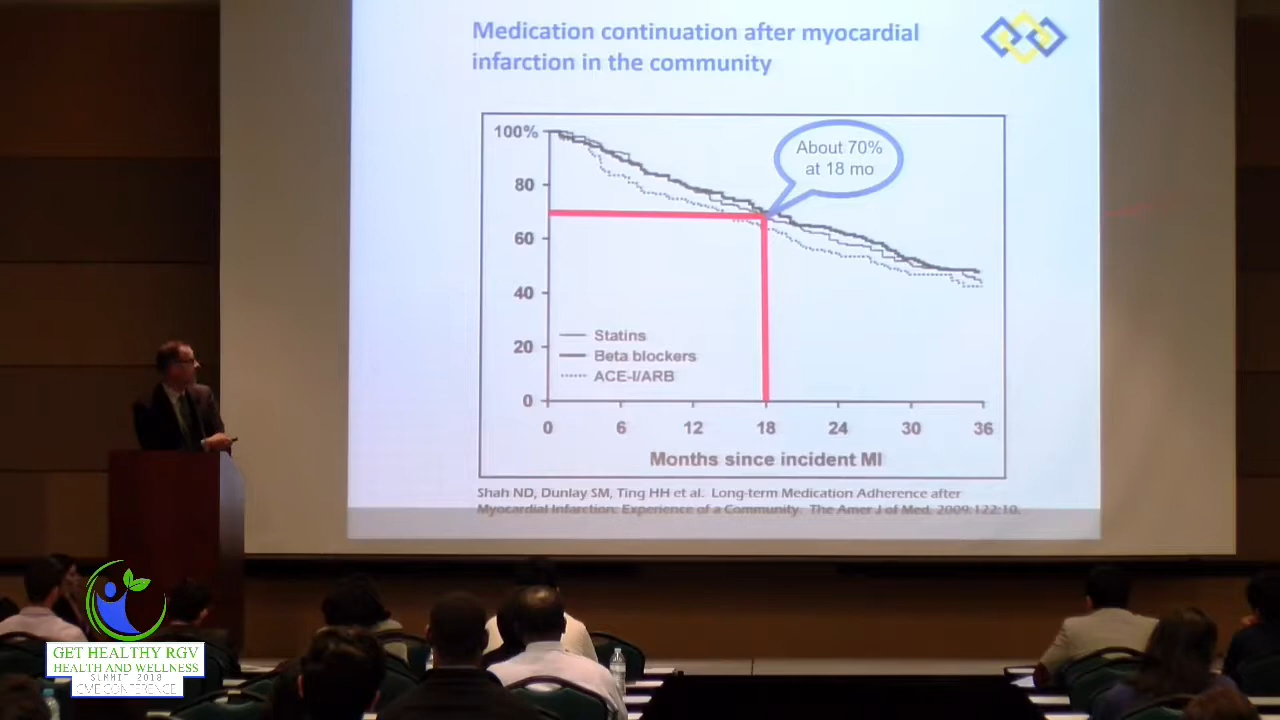 Medication continuation after myocardial
infarction in the community
100%
80
60
40
20
0
About 70%
at 18 mo
Statins
Beta blockers
ACE-I/ARB
0 6 12 18 24 30 36
Months since incident MI
Shah ND, Dunlay SM, Ting HH et al. Long-term Medication Adherence after
Myocardial Infarction: Experience of a Community. The Amer J of Med. 2009;122:10.
GET HEALTHY RGV
HEALTH AND WELLNESS
SUMMIT 2018
CME CONFERENCE